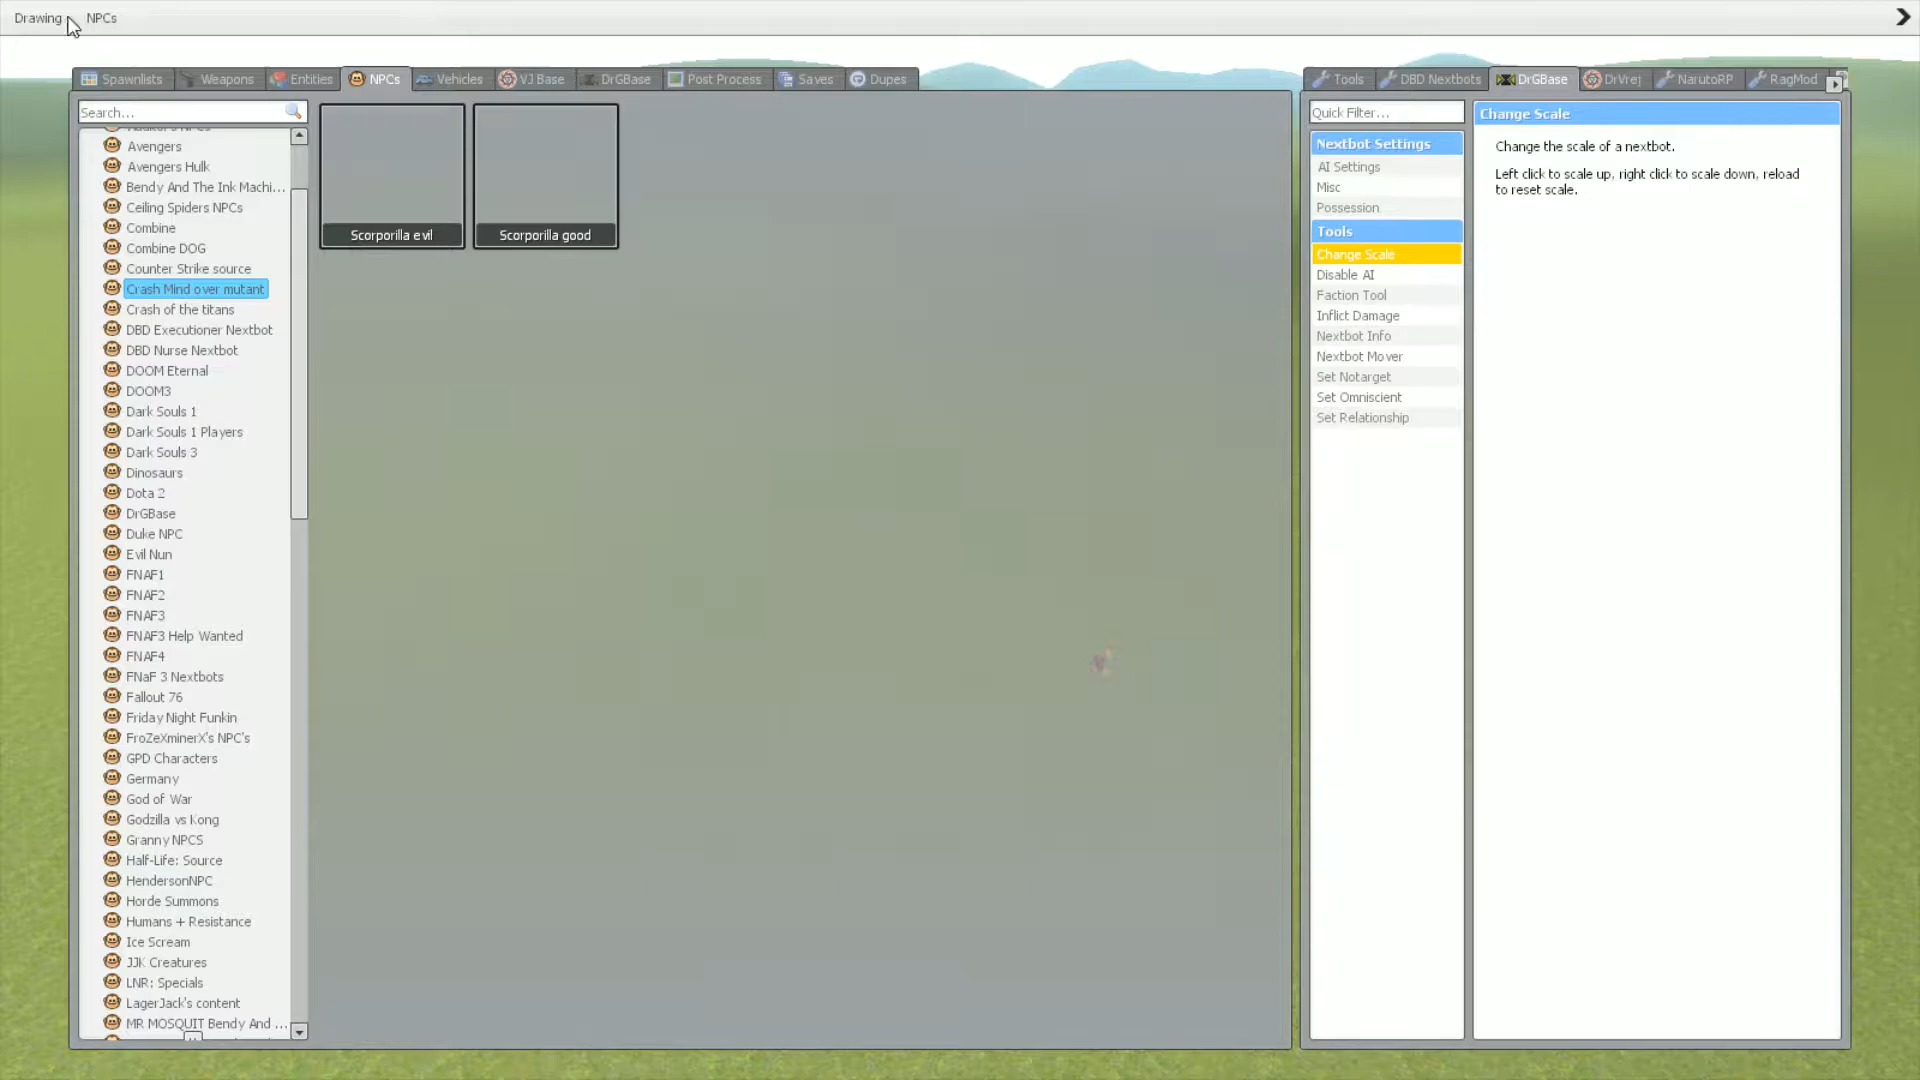 Drawing NPCs
Spawnlists Weapons Entities NPCs Vehicles VJ Base DrGBase Post Process Saves Dupes
Tools DBD Nextbots DrGBase DrVrej NarutoRP RagMod
Search...
Avengers
Avengers Hulk
Bendy And The Ink Machi...
Ceiling Spiders NPCs
Combine
Combine DOG
Counter Strike source
Crash Mind over mutant
Crash of the titans
DBD Executioner Nextbot
DBD Nurse Nextbot
DOOM Eternal
DOOM3
Dark Souls 1
Dark Souls 1 Players
Dark Souls 3
Dinosaurs
Dota 2
DrGBase
Duke NPC
Evil Nun
FNAF1
FNAF2
FNAF3
FNAF3 Help Wanted
FNAF4
FNaF 3 Nextbots
Fallout 76
Friday Night Funkin
FroZeXminerX's NPC's
GPD Characters
Germany
God of War
Godzilla vs Kong
Granny NPCS
Half-Life: Source
HendersonNPC
Horde Summons
Humans + Resistance
Ice Scream
JJK Creatures
LNR: Specials
LagerJack's content
MR MOSQUIT Bendy And ...
Scorporilla evil
Scorporilla good
Quick Filter...
Nextbot Settings
AI Settings
Misc
Possession
Tools
Change Scale
Disable AI
Faction Tool
Inflict Damage
Nextbot Info
Nextbot Mover
Set Notarget
Set Omniscient
Set Relationship
Change Scale
Change the scale of a nextbot.
Left click to scale up, right click to scale down, reload
to reset scale.